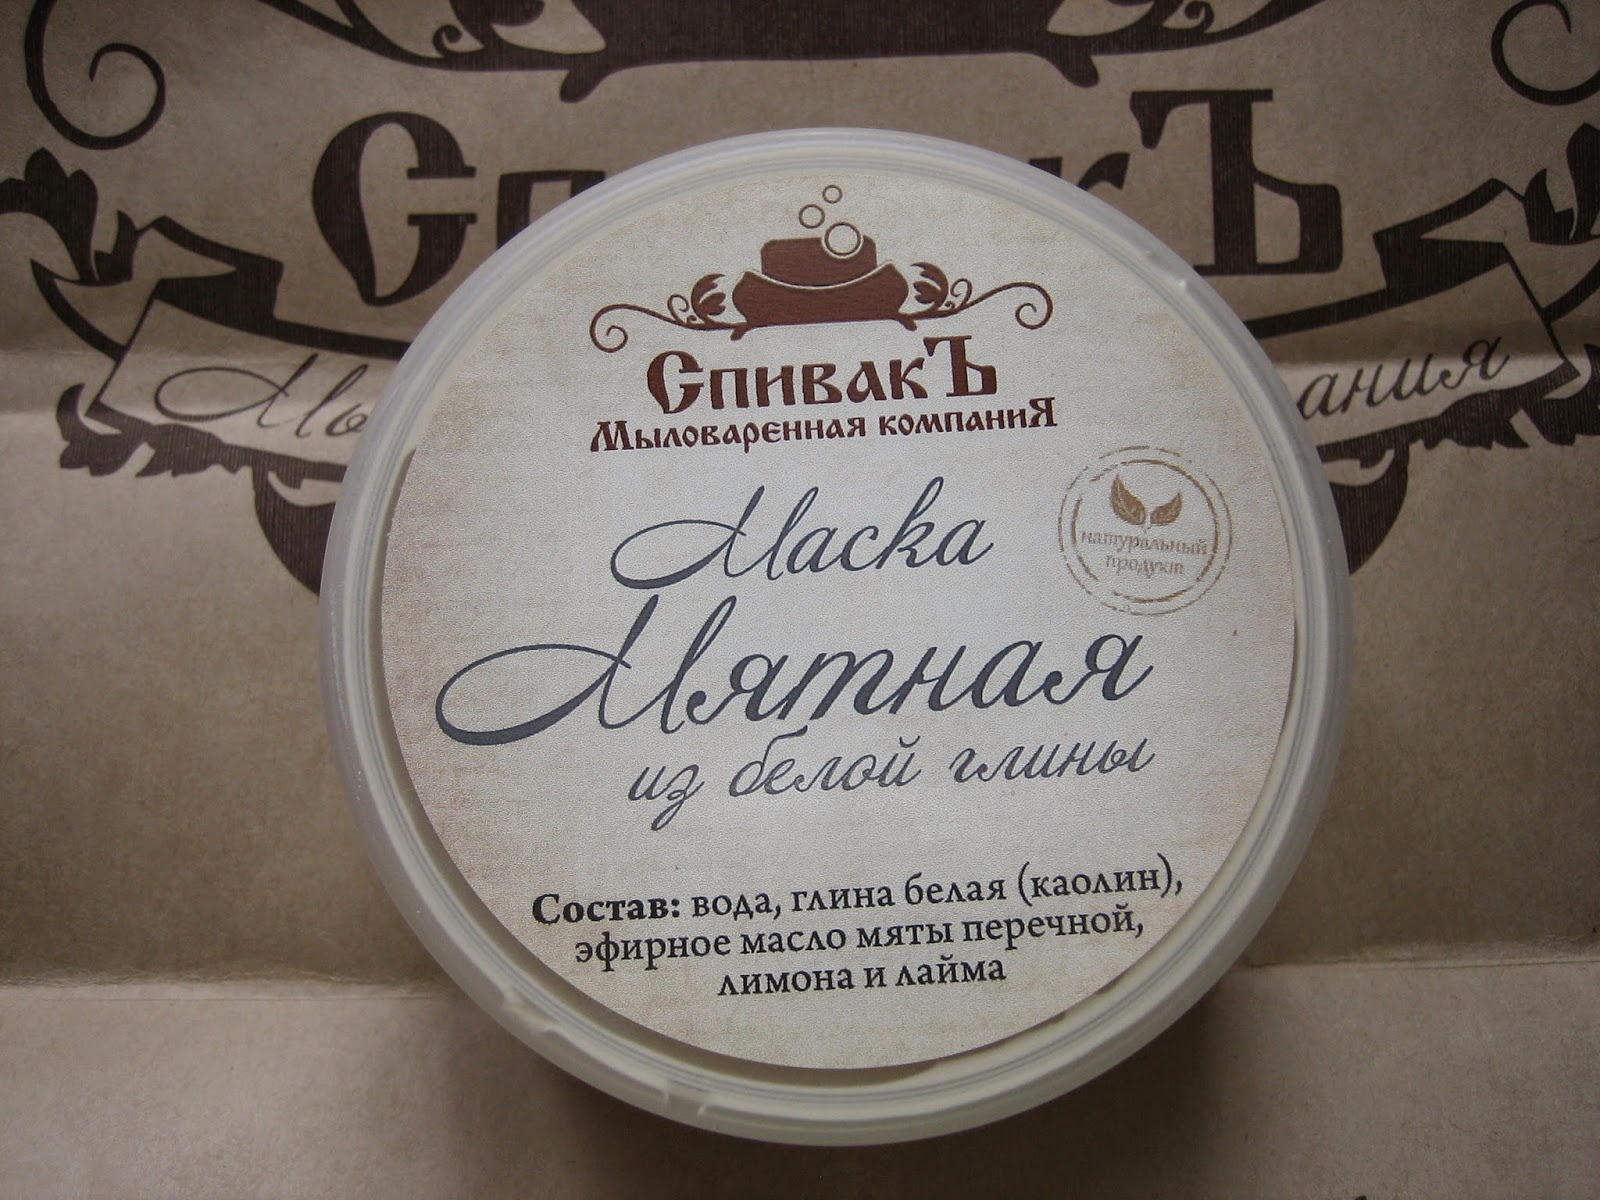 СпивакЪ
Мыловаренная компаниЯ
Маска
Мятная
из белой глины
натуральный
продукт
Состав: вода, глина белая (каолин),
эфирное масло мяты перечной,
лимона и лайма